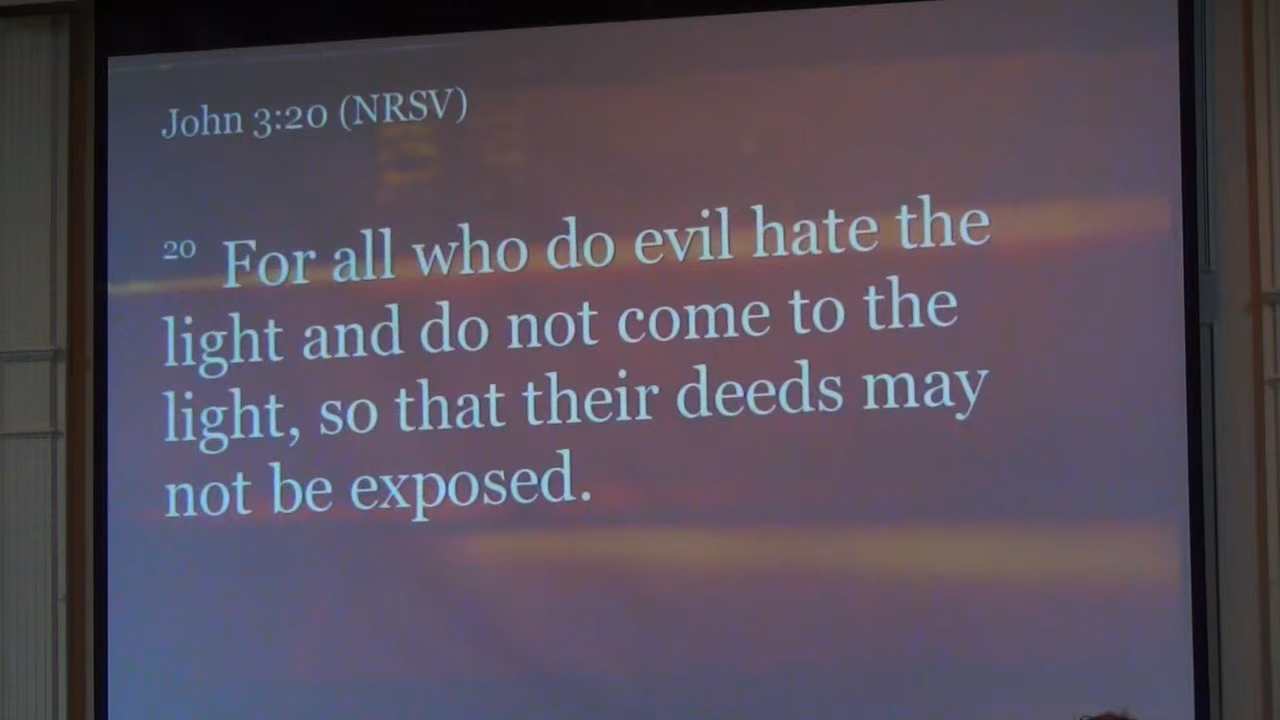 John 3:20 (NRSV)
20 For all who do evil hate the
light and do not come to the
light, so that their deeds may
not be exposed.